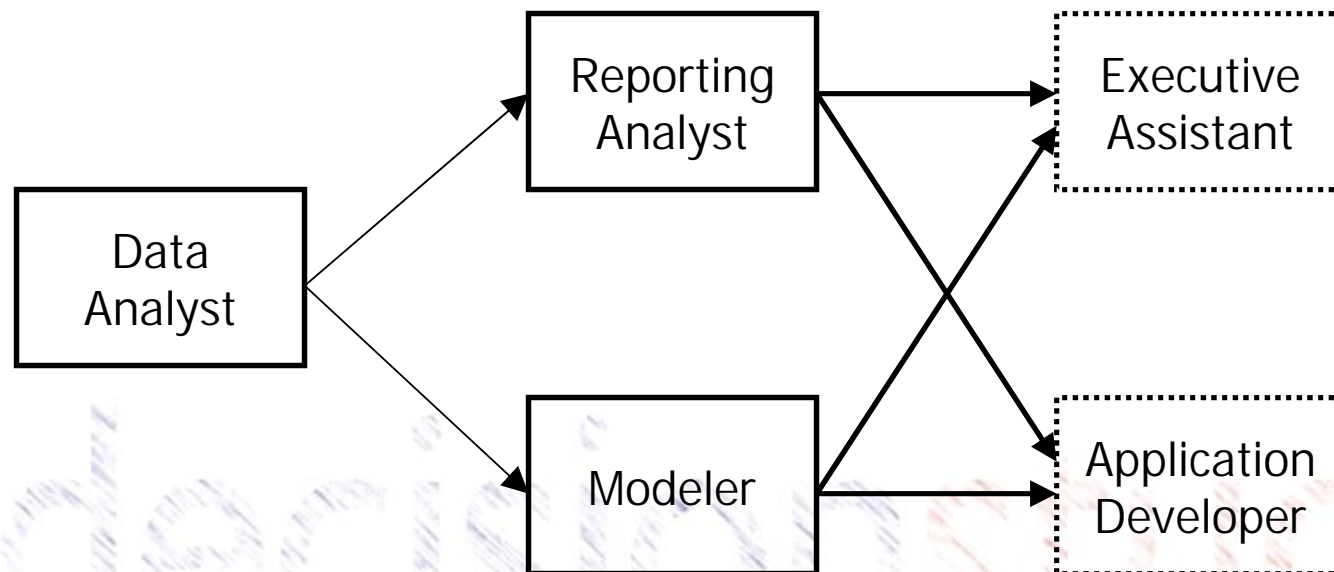 Reporting
Analyst
Executive
Assistant
Data
Analyst
Modeler
Application
Developer